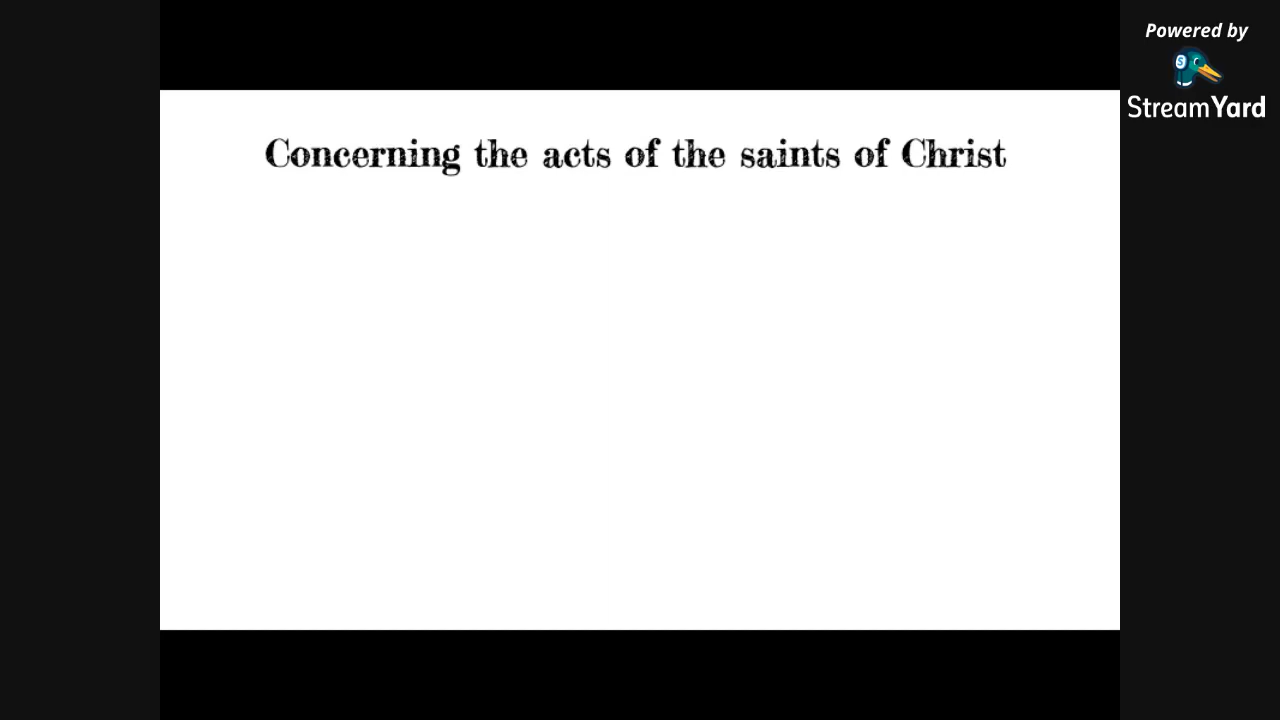 Powered by
StreamYard
Concerning the acts of the saints of Christ